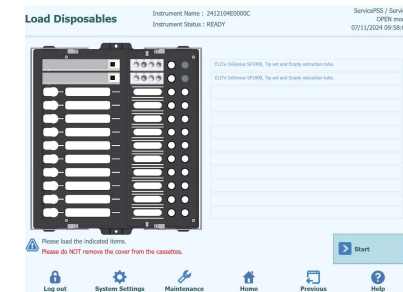 Load Disposables
Instrument Name : 2412104E0000C
Instrument Status : READY
ServicePSS / Servi
OPEN mo
07/11/2024 09:58:
ELITe InGenius SP1000, Tip set and Empty extraction tube.
ELITe InGenius SP1000, Tip set and Empty extraction tube.
Please load the indicated items.
Please do NOT remove the cover from the cassettes.
Start
Log out
System Settings
Maintenance
Home
Previous
Help